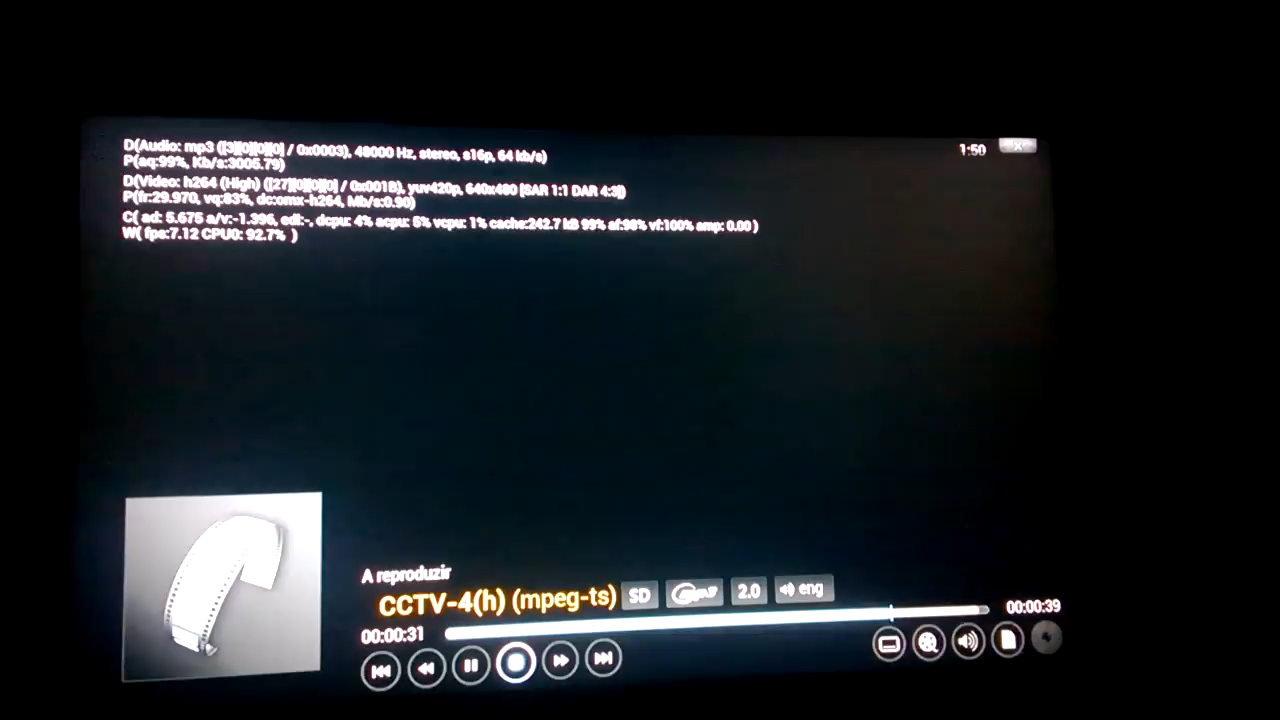 D(Audio: mp3 ([3][0][0][0] / 0x0003), 48000 Hz, stereo, s16p, 64 kb/s)
P(aq:99%, Kb/s:3005.79)
1:50
D(Video: h264 (High) ([27][0][0][0] / 0x001B), yuv420p, 640x480 [SAR 1:1 DAR 4:3])
P(fr:29.970, vq:83%, dc:omx-h264, Mb/s:0.90)
C( ad: 5.675 a/v:-1.396, edl:-, dcpu: 4% acpu: 5% vcpu: 1% cache:242.7 kB 99% af:98% vf:100% amp: 0.00 )
W( fps:7.12 CPU0: 92.7% )
A reproduzir
CCTV-4(h) (mpeg-ts) SD 2.0 eng
00:00:31
00:00:39